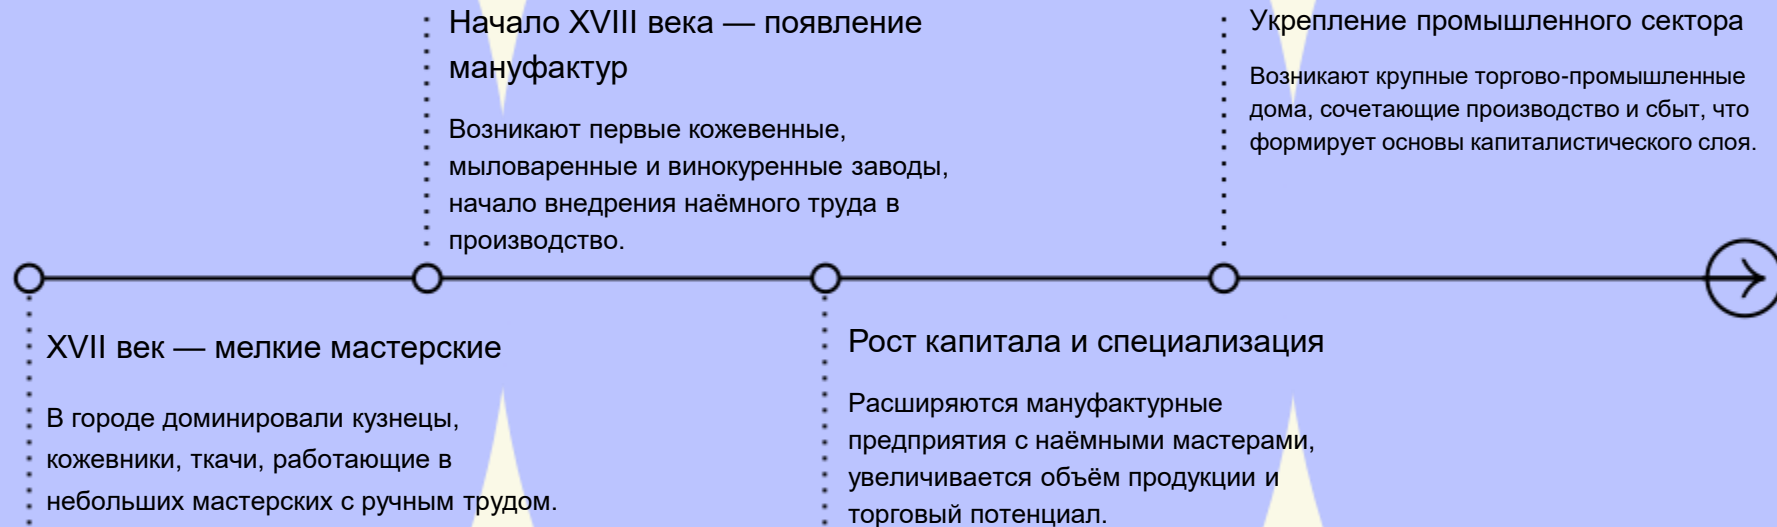 Начало XVIII века — появление
мануфактур
Возникают первые кожевенные,
мыловаренные и винокуренные заводы,
начало внедрения наёмного труда в
производство.
Укрепление промышленного сектора
Возникают крупные торгово-промышленные
дома, сочетающие производство и сбыт, что
формирует основы капиталистического слоя.
XVII век — мелкие мастерские
В городе доминировали кузнецы,
кожевники, ткачи, работающие в
небольших мастерских с ручным трудом.
Рост капитала и специализация
Расширяются мануфактурные
предприятия с наёмными мастерами,
увеличивается объём продукции и
торговый потенциал.